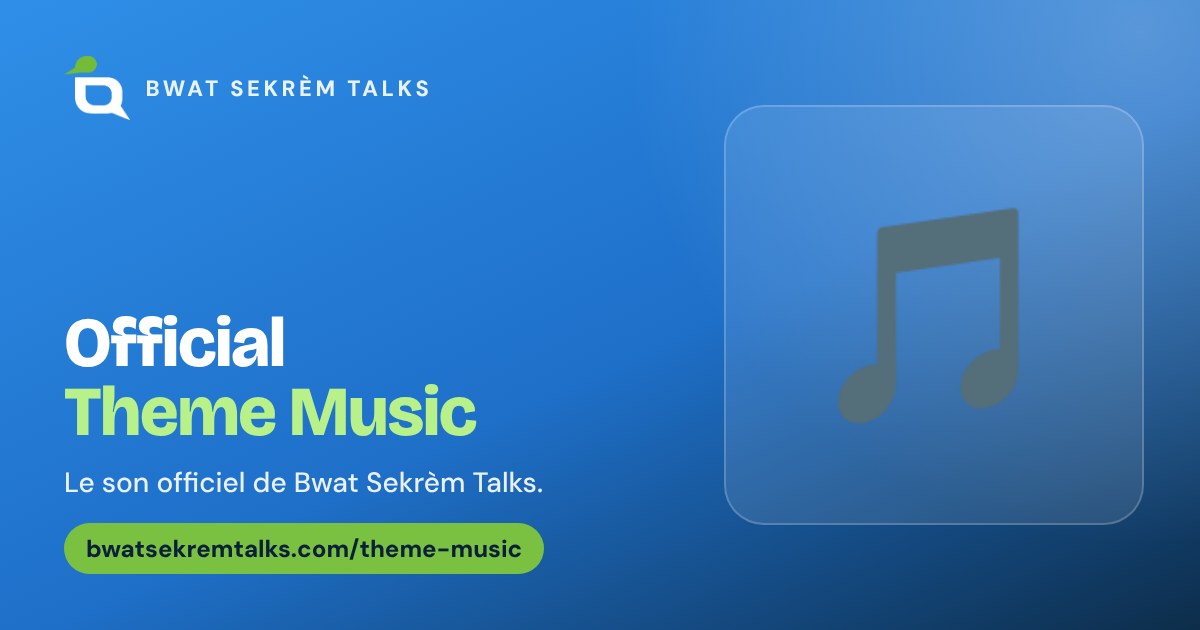 BWAT SEKRÈM TALKS
Official
Theme Music
Le son officiel de Bwat Sekrèm Talks.
bwatsekremtalks.com/theme-music